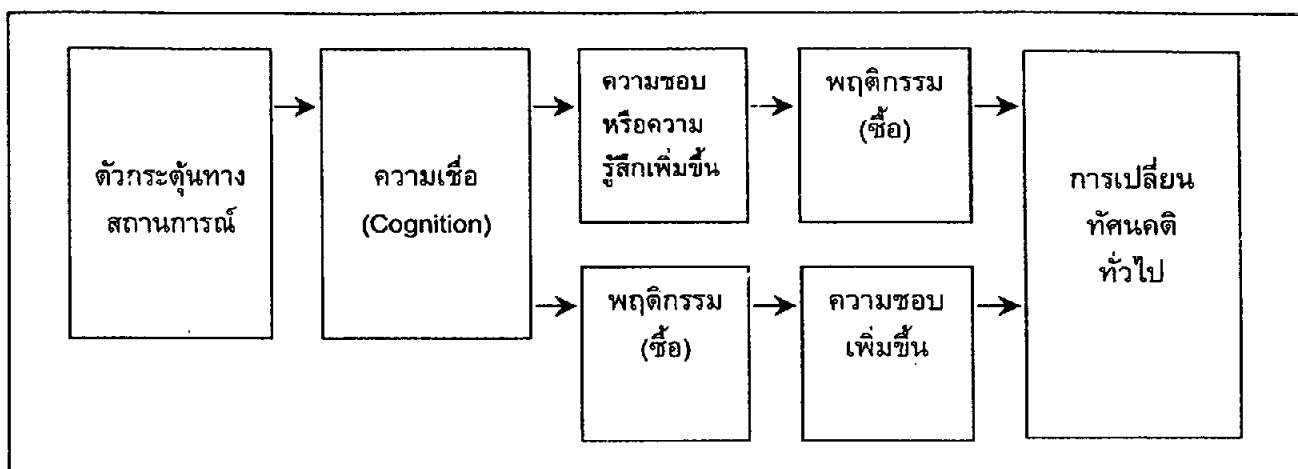 ตัวกระตุ้นทาง
สถานการณ์
ความเชื่อ
(Cognition)
ความชอบ
หรือความ
รู้สึกเพิ่มขึ้น
พฤติกรรม
(ซื้อ)
พฤติกรรม
(ซื้อ)
ความชอบ
เพิ่มขึ้น
การเปลี่ยน
ทัศนคติ
ทั่วไป